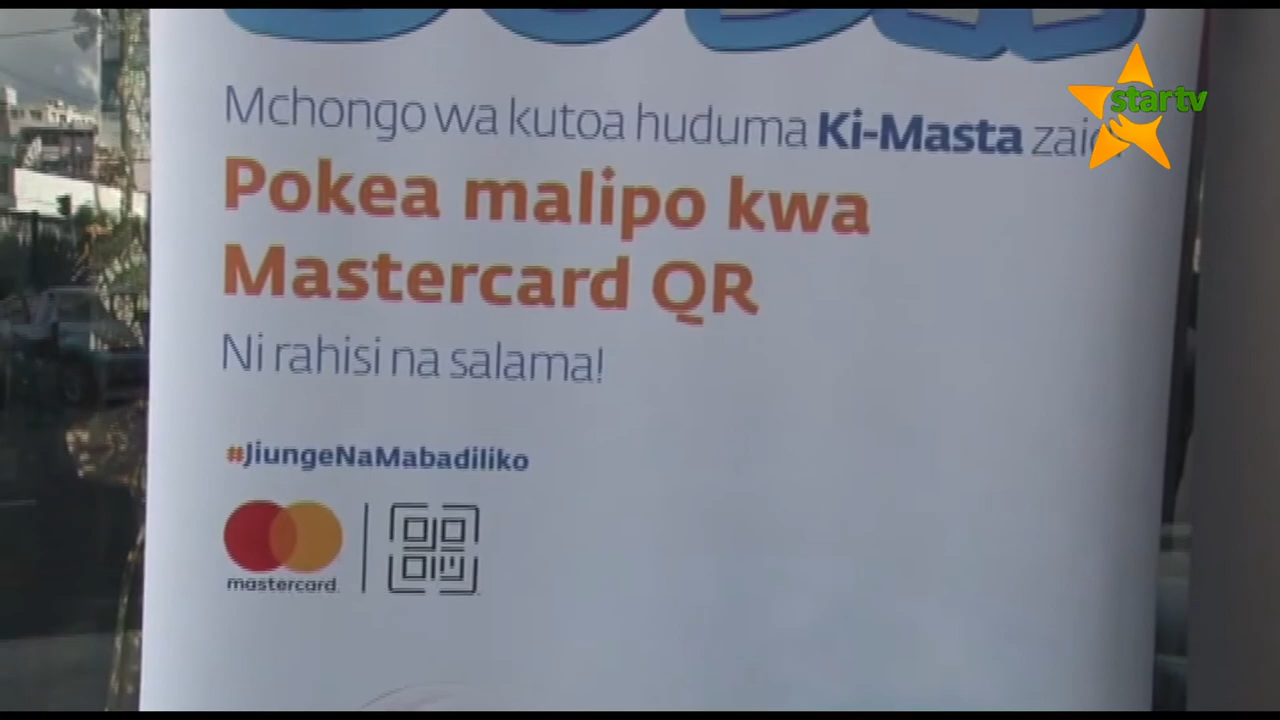 Mchongo wa kutoa huduma Ki-Masta
startv
Pokea malipo kwa
Mastercard QR
Ni rahisi na salama!
#JiungeNaMabadiliko
mastercard.